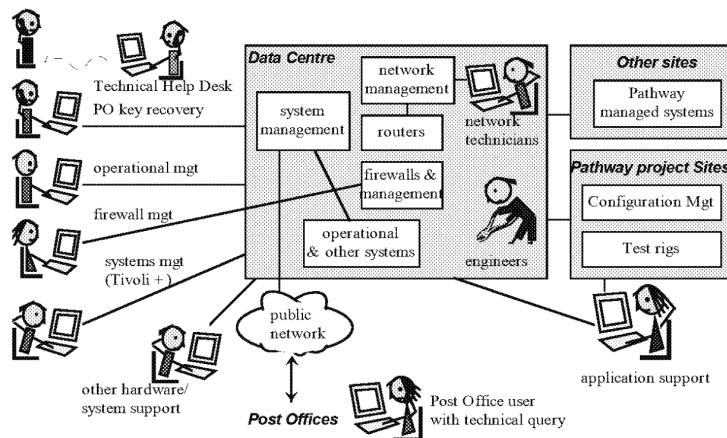 Data Centre
Other sites
Technical Help Desk
PO key recovery
network
management
Pathway
managed systems
system
management
routers
network
technicians
operational mgt
firewalls &
management
Pathway project Sites
Configuration Mgt
firewall mgt
operational
& other systems
engineers
Test rigs
systems mgt
(Tivoli +)
public
network
other hardware/
system support
application support
Post Offices
Post Office user
with technical query